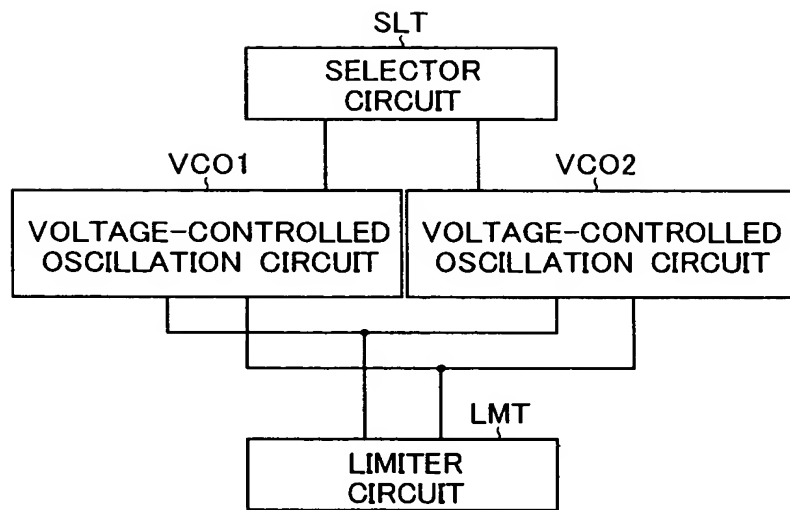 SLT
SELECTOR
CIRCUIT
VCO1
VCO2
VOLTAGE-CONTROLLED
OSCILLATION CIRCUIT
VOLTAGE-CONTROLLED
OSCILLATION CIRCUIT
LMT
LIMITER
CIRCUIT